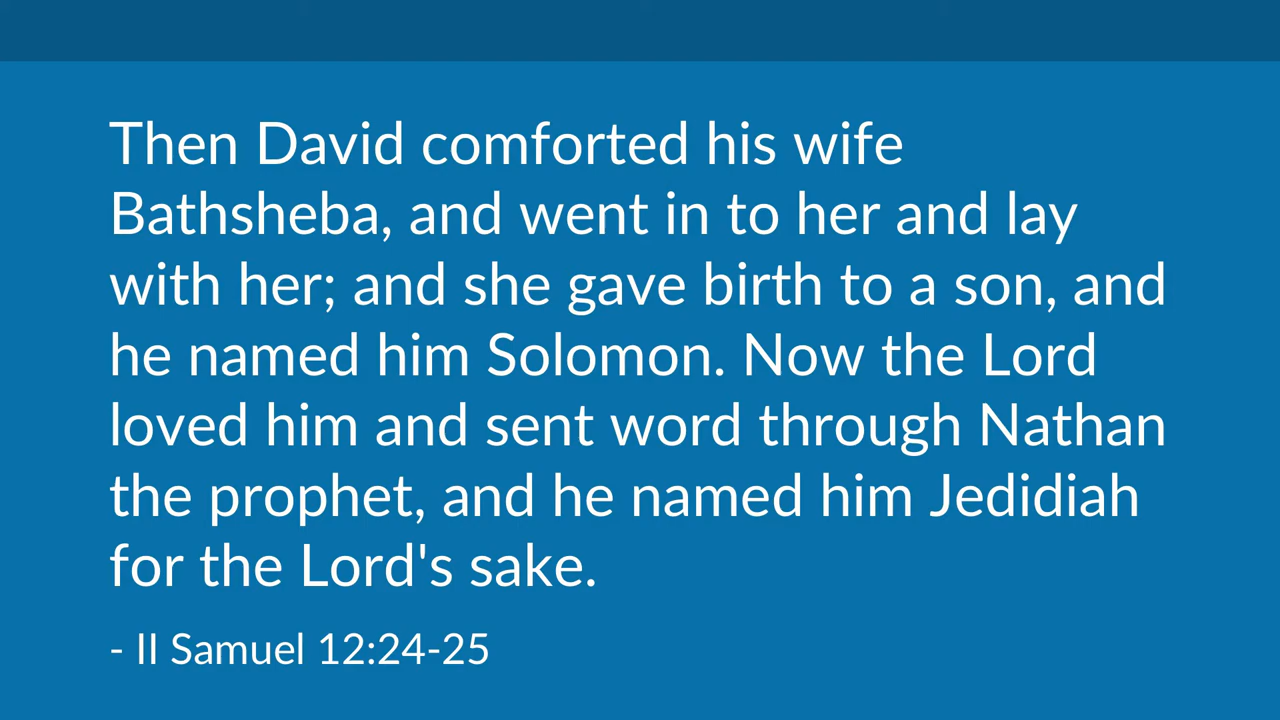 Then David comforted his wife
Bathsheba, and went in to her and lay
with her; and she gave birth to a son, and
he named him Solomon. Now the Lord
loved him and sent word through Nathan
the prophet, and he named him Jedidiah
for the Lord's sake.
- II Samuel 12:24-25